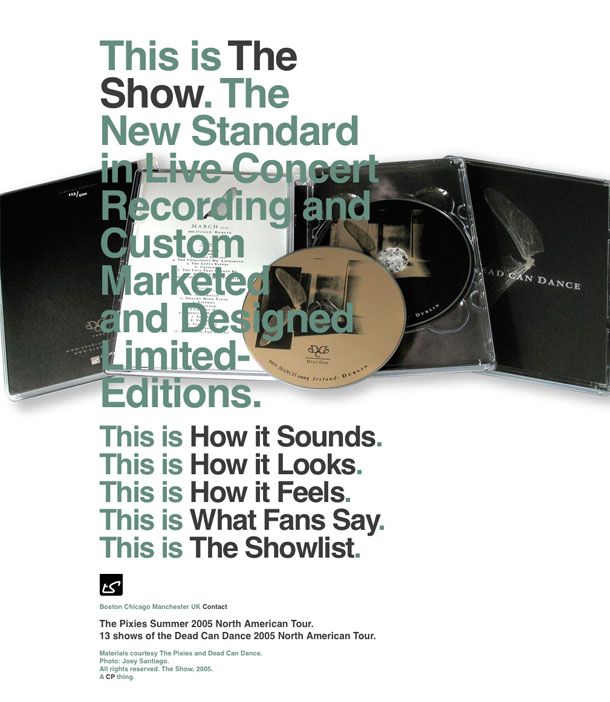 This is The
Show. The
New Standard
in Live Concert
Recording and
Custom
Marketed
and Designed
Limited-
Editions.
DEAD CAN DANCE
MARCH
Disc One
Ireland: DUBLIN
DUBLIN
This is How it Sounds.
This is How it Looks.
This is How it Feels.
This is What Fans Say.
This is The Showlist.
tS
Boston Chicago Manchester UK Contact
The Pixies Summer 2005 North American Tour.
13 shows of the Dead Can Dance 2005 North American Tour.
Materials courtesy The Pixies and Dead Can Dance.
Photo: Joey Santiago.
All rights reserved. The Show, 2005.
A CP thing.